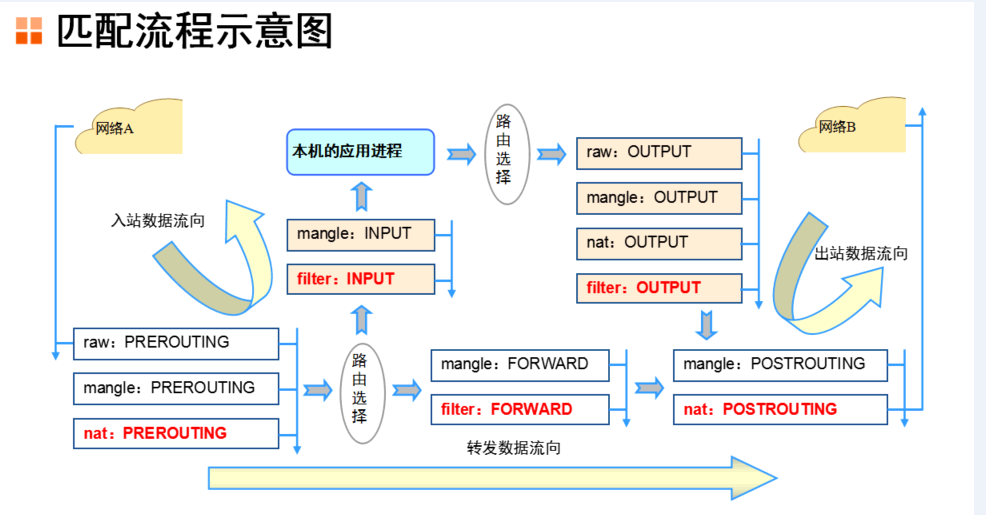 匹配流程示意图
网络A
网络B
本机的应用进程
路由选择
raw：OUTPUT
mangle：OUTPUT
nat：OUTPUT
filter：OUTPUT
入站数据流向
mangle：INPUT
filter：INPUT
出站数据流向
raw：PREROUTING
mangle：PREROUTING
nat：PREROUTING
路由选择
mangle：FORWARD
filter：FORWARD
mangle：POSTROUTING
nat：POSTROUTING
转发数据流向